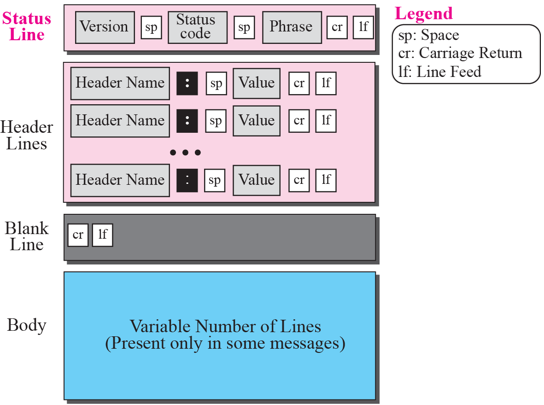 Status Line
Version sp Status code sp Phrase cr lf
Legend
sp: Space
cr: Carriage Return
lf: Line Feed
Header Lines
Header Name : sp Value cr lf
Header Name : sp Value cr lf
•••
Header Name : sp Value cr lf
Blank Line
cr lf
Body
Variable Number of Lines
(Present only in some messages)